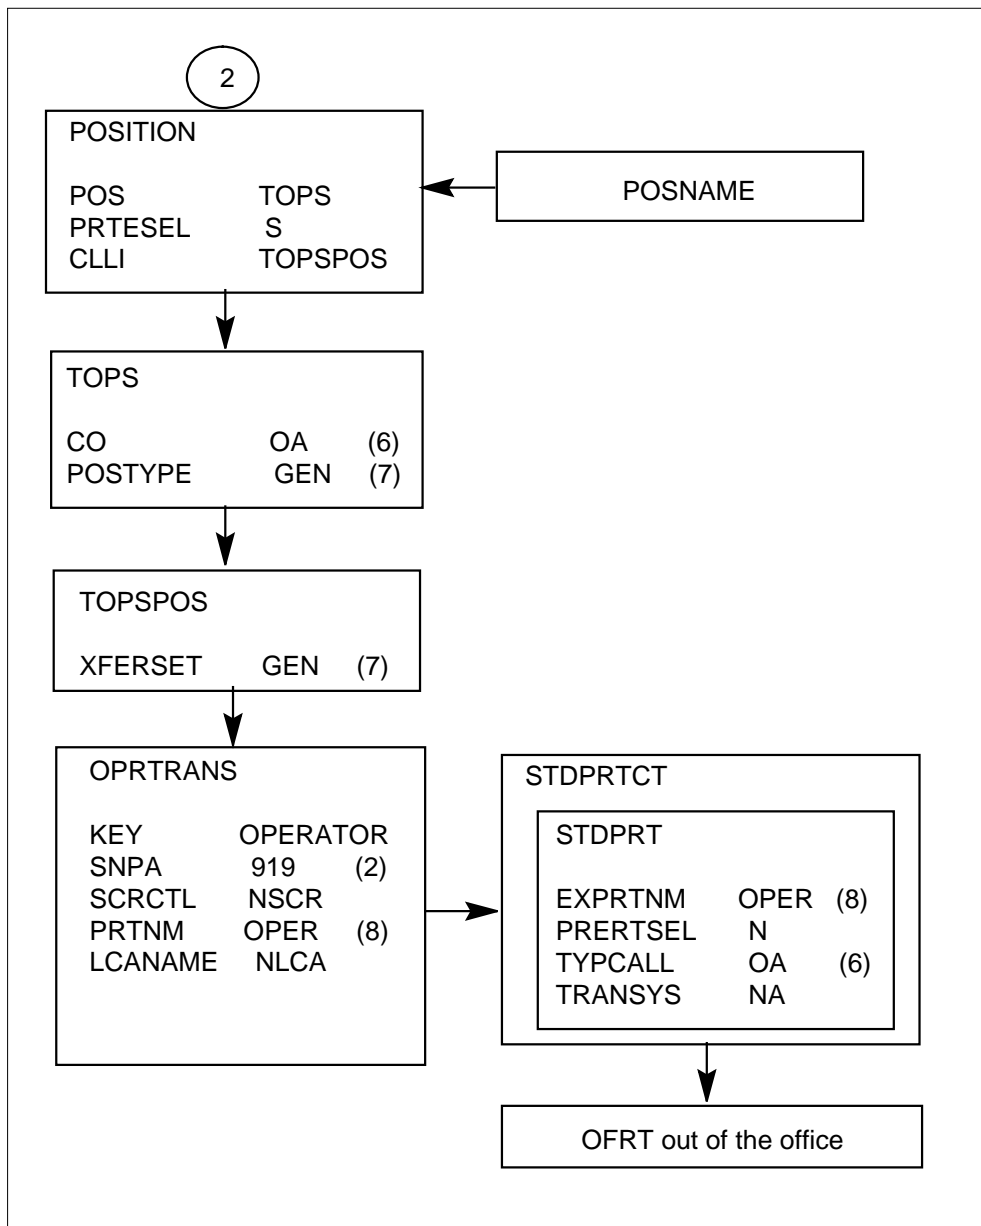 2
POSITION
POS TOPS
PRTESEL S
CLLI TOPSPOS
POSNAME
TOPS
CO OA (6)
POSTYPE GEN (7)
TOPSPOS
XFERSET GEN (7)
OPRTRANS
KEY OPERATOR
SNPA 919 (2)
SCRCTL NSCR
PRTNM OPER (8)
LCANAME NLCA
STDPRTCT
STDPRT
EXPRTNM OPER (8)
PRERTSEL N
TYPCALL OA (6)
TRANSYS NA
OFRT out of the office